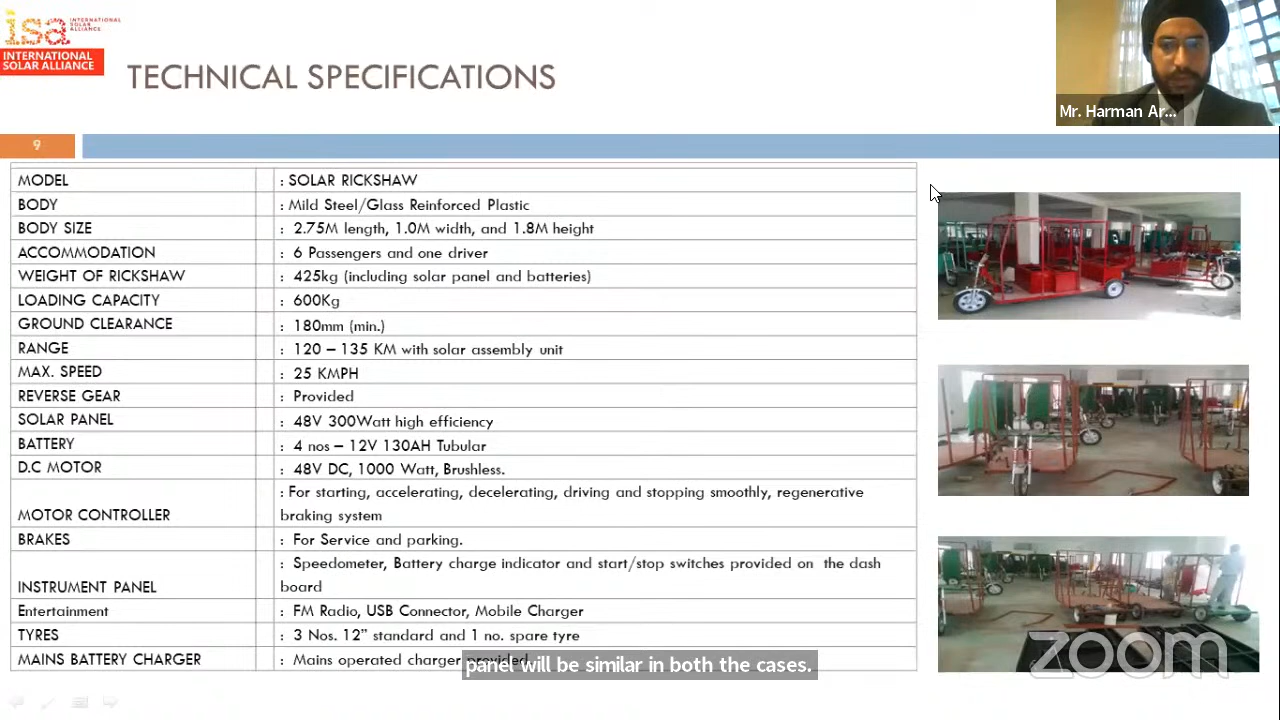 isa INTERNATIONAL SOLAR ALLIANCE
INTERNATIONAL
SOLAR ALLIANCE
TECHNICAL SPECIFICATIONS
Mr. Harman Ar...
9
MODEL : SOLAR RICKSHAW
BODY : Mild Steel/Glass Reinforced Plastic
BODY SIZE : 2.75M length, 1.0M width, and 1.8M height
ACCOMMODATION : 6 Passengers and one driver
WEIGHT OF RICKSHAW : 425kg (including solar panel and batteries)
LOADING CAPACITY : 600Kg
GROUND CLEARANCE : 180mm (min.)
RANGE : 120 – 135 KM with solar assembly unit
MAX. SPEED : 25 KMPH
REVERSE GEAR : Provided
SOLAR PANEL : 48V 300Watt high efficiency
BATTERY : 4 nos – 12V 130AH Tubular
D.C MOTOR : 48V DC, 1000 Watt, Brushless.
MOTOR CONTROLLER : For starting, accelerating, decelerating, driving and stopping smoothly, regenerative
braking system
BRAKES : For Service and parking.
INSTRUMENT PANEL : Speedometer, Battery charge indicator and start/stop switches provided on the dash
board
Entertainment : FM Radio, USB Connector, Mobile Charger
TYRES : 3 Nos. 12” standard and 1 no. spare tyre
MAINS BATTERY CHARGER : Mains operated charger provided
panel will be similar in both the cases.
zoom